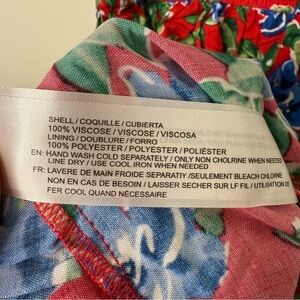 SHELL / COQUILLE / CUBIERTA
100% VISCOSE / VISCOSE / VISCOSA
LINING / DOUBLURE / FORRO
100% POLYESTER / POLYESTER / POLIÉSTER
EN: HAND WASH COLD SEPARATELY / ONLY NON CHOLRINE WHEN NEEDED
LINE DRY / USE COOL IRON WHEN NEEDED
FR: LAVERE DE MAIN FROIDE SEPARATIY /SEULEMENT BLEACH CHLORINE
NON EN CAS DE BESOIN / LAISSER SECHER SUR LF FIL / UTILISATION DE
FER COOL QUAND NÉCESSAIRE